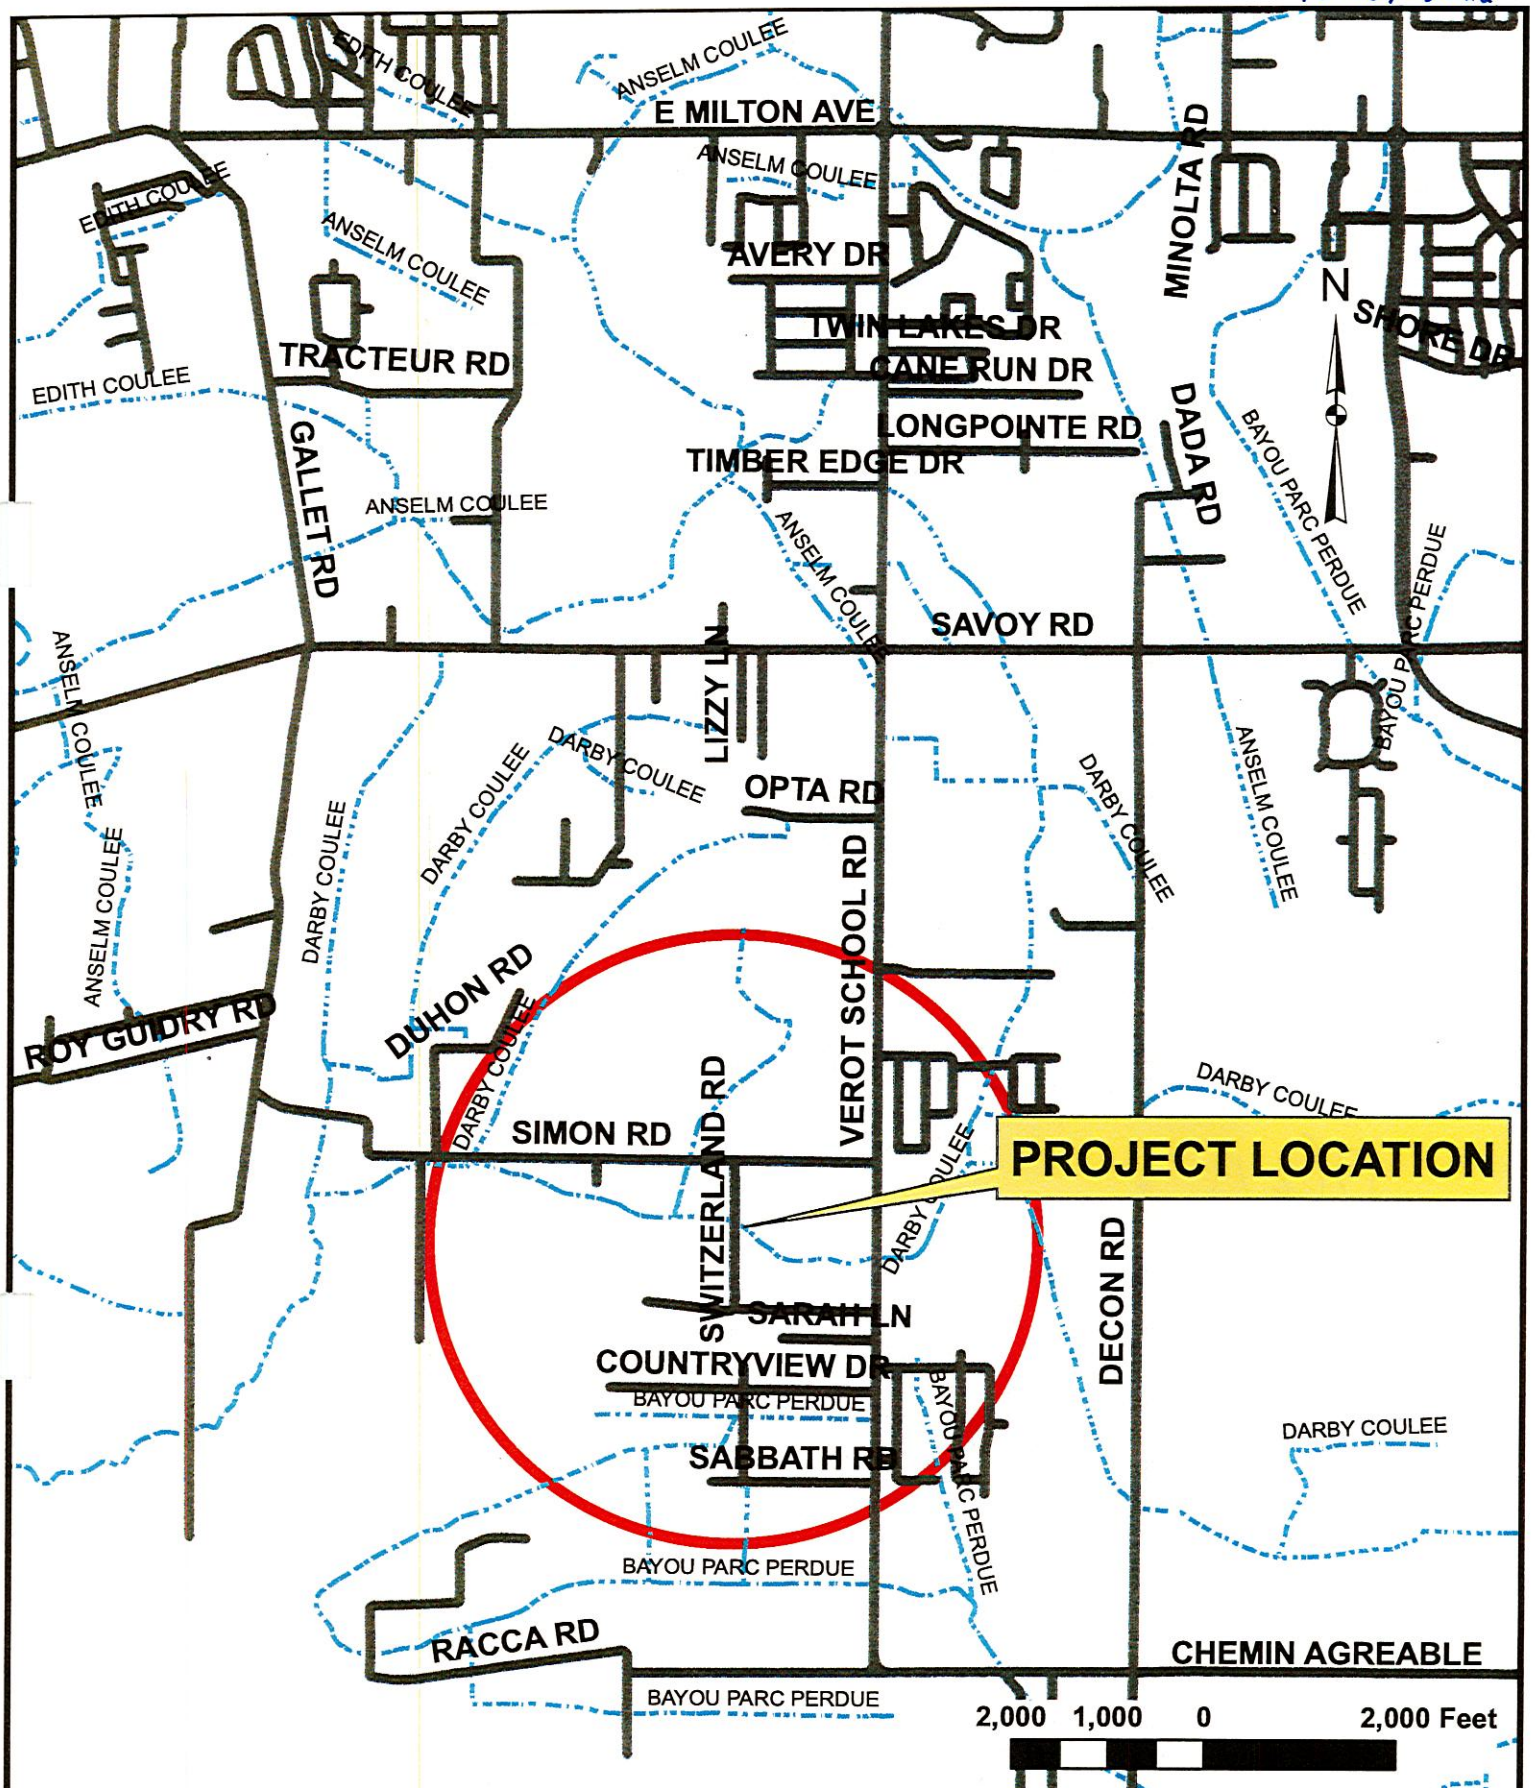 EDITH COULEE
ANSELM COULEE
E MILTON AVE
MINOLTA RD
ANSELM COULEE
EDITH COULEE
ANSELM COULEE
AVERY DR
N
SHORE DR
TWIN LAKES DR
TRACTEUR RD
CANE RUN DR
EDITH COULEE
DADA RD
LONGPOINTE RD
BAYOU PARC PERDUE
GALLET RD
TIMBER EDGE DR
ANSELM COULEE
ANSELM COULEE
BAYOU PARC PERDUE
SAVOY RD
LIZZY LN
ANSELM COULEE
BAYOU PARC PERDUE
DARBY COULEE
DARBY COULEE
DARBY COULEE
ANSELM COULEE
OPTA RD
DARBY COULEE
ANSELM COULEE
VEROT SCHOOL RD
DUHON RD
ROY GUIDRY RD
DARBY COULEE
SWITZERLAND RD
DARBY COULEE
SIMON RD
DARBY COULEE
PROJECT LOCATION
DECON RD
SARAH LN
COUNTRYVIEW DR
BAYOU PARC PERDUE
BAYOU PARC PERDUE
DARBY COULEE
SABBATH RD
BAYOU PARC PERDUE
RACCA RD
CHEMIN AGREABLE
BAYOU PARC PERDUE
2,000 1,000 0 2,000 Feet